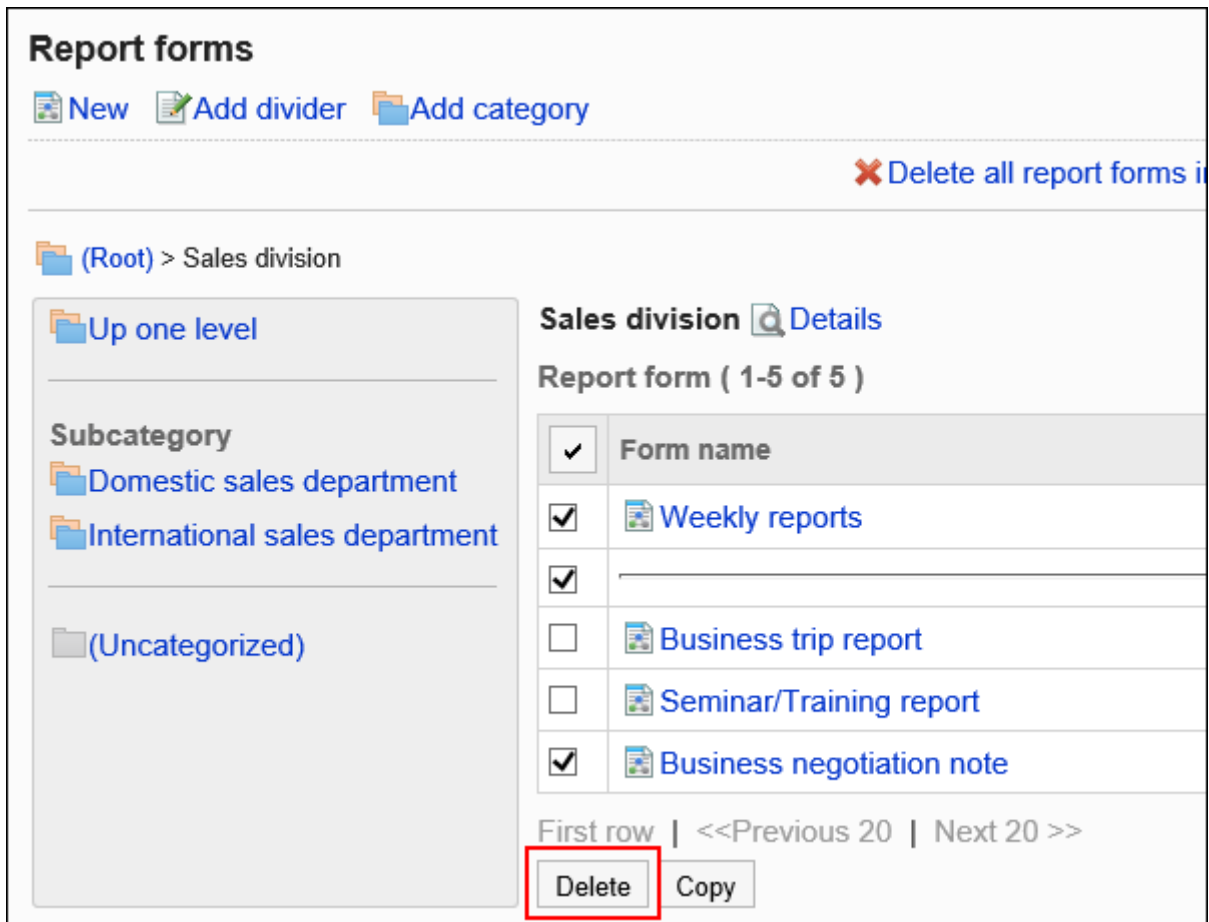 Report forms
New Add divider Add category
Delete all report forms i
(Root) > Sales division
Up one level
Subcategory
Domestic sales department
International sales department
(Uncategorized)
Sales division Details
Report form ( 1-5 of 5 )
Form name
Weekly reports
Business trip report
Seminar/Training report
Business negotiation note
First row | <<Previous 20 | Next 20 >>
Delete Copy